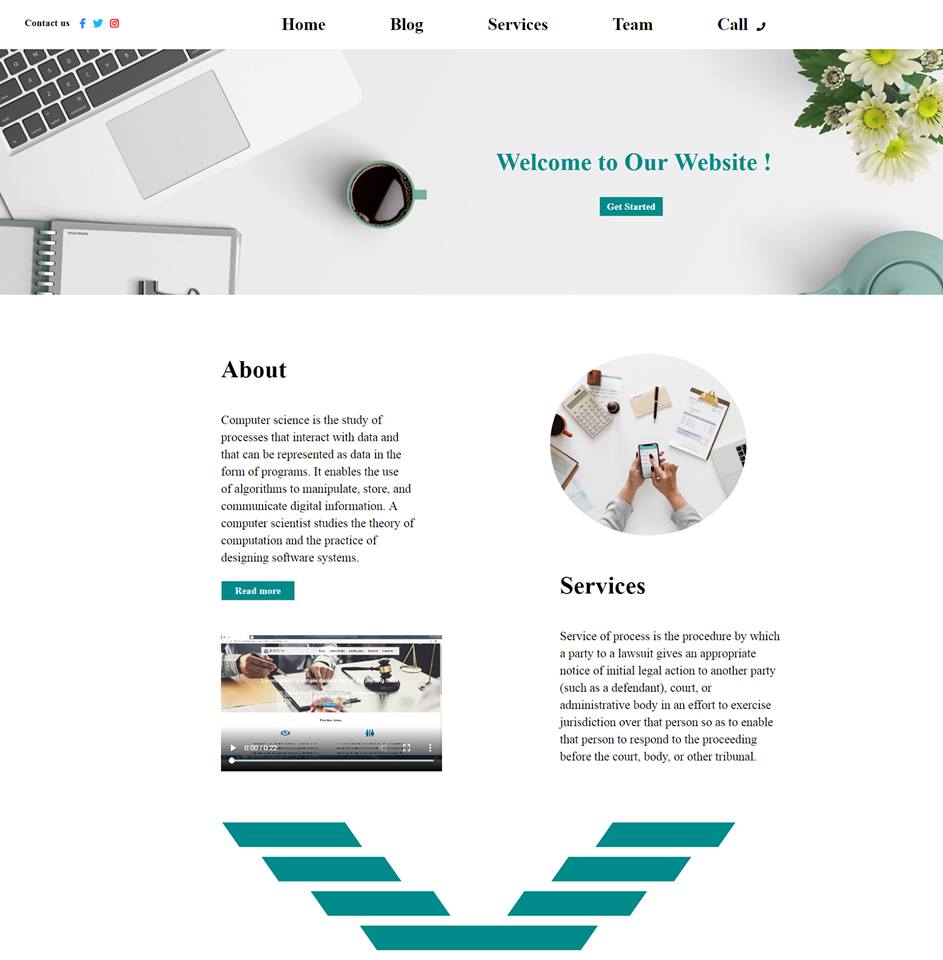 Contact us
Home
Blog
Services
Team
Call
Welcome to Our Website !
Get Started
YOUR DESIGN
About
Computer science is the study of
processes that interact with data and
that can be represented as data in the
form of programs. It enables the use
of algorithms to manipulate, store, and
communicate digital information. A
computer scientist studies the theory of
computation and the practice of
designing software systems.
Read more
0:00 / 0:22
Services
Service of process is the procedure by which
a party to a lawsuit gives an appropriate
notice of initial legal action to another party
(such as a defendant), court, or
administrative body in an effort to exercise
jurisdiction over that person so as to enable
that person to respond to the proceeding
before the court, body, or other tribunal.